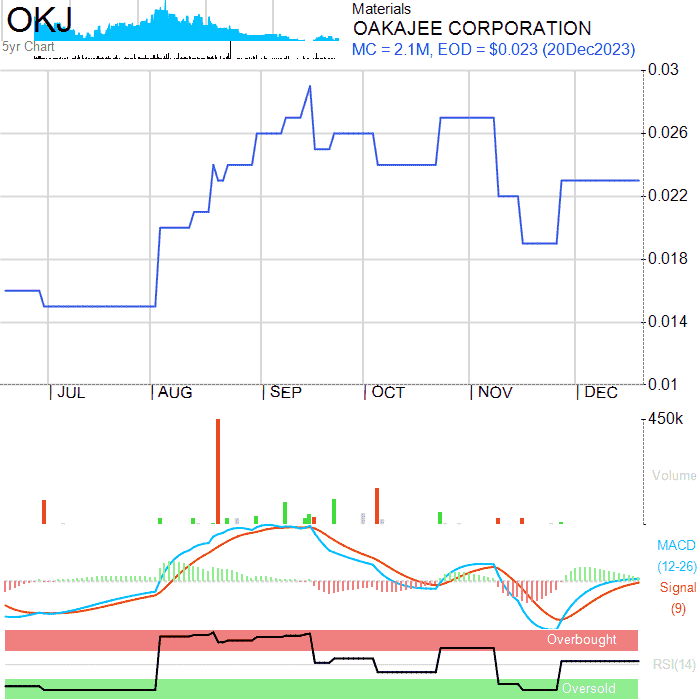 OKJ
5yr Chart
Materials
OAKAJEE CORPORATION
MC = 2.1M, EOD = $0.023 (20Dec2023)
0.03
0.026
0.022
0.018
0.014
0.01
JUL AUG SEP OCT NOV DEC
450k
Volume
MACD
(12-26)
Signal
(9)
Overbought
RSI(14)
Oversold